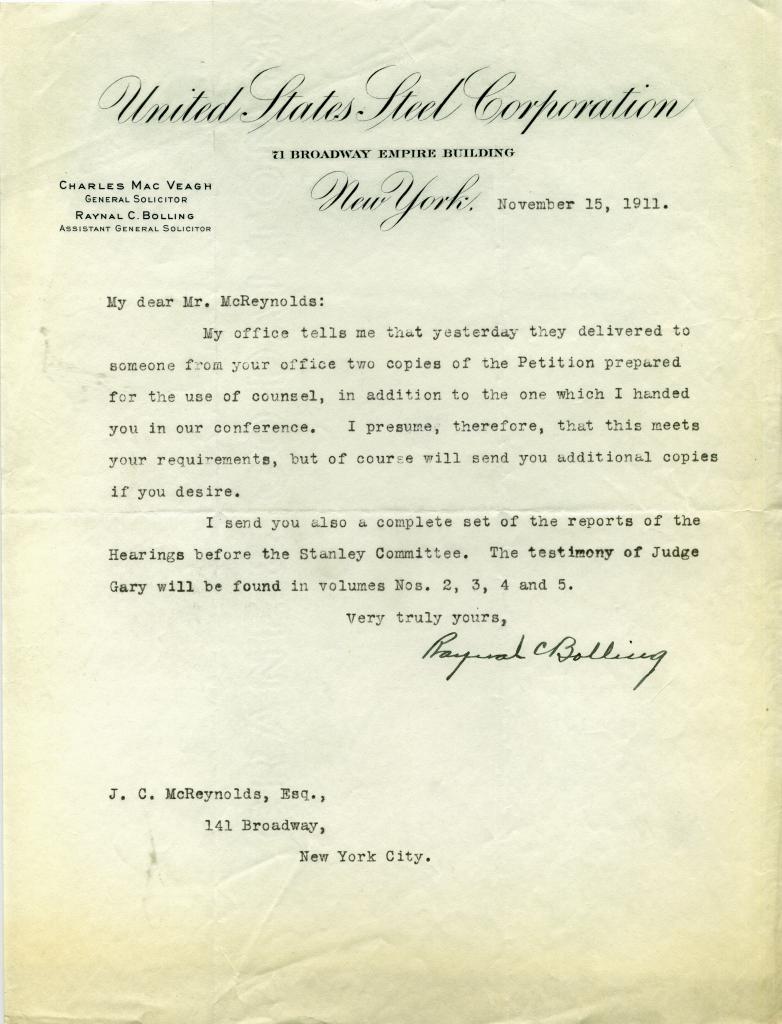 United States Steel Corporation
71 BROADWAY EMPIRE BUILDING
CHARLES MAC VEAGH
GENERAL SOLICITOR
RAYNAL C. BOLLING
ASSISTANT GENERAL SOLICITOR
New York. November 15, 1911.
My dear Mr. McReynolds:
My office tells me that yesterday they delivered to
someone from your office two copies of the Petition prepared
for the use of counsel, in addition to the one which I handed
you in our conference. I presume, therefore, that this meets
your requirements, but of course will send you additional copies
if you desire.
I send you also a complete set of the reports of the
Hearings before the Stanley Committee. The testimony of Judge
Gary will be found in volumes Nos. 2, 3, 4 and 5.
Very truly yours,
Raynal C Bolling
J. C. McReynolds, Esq.,
141 Broadway,
New York City.